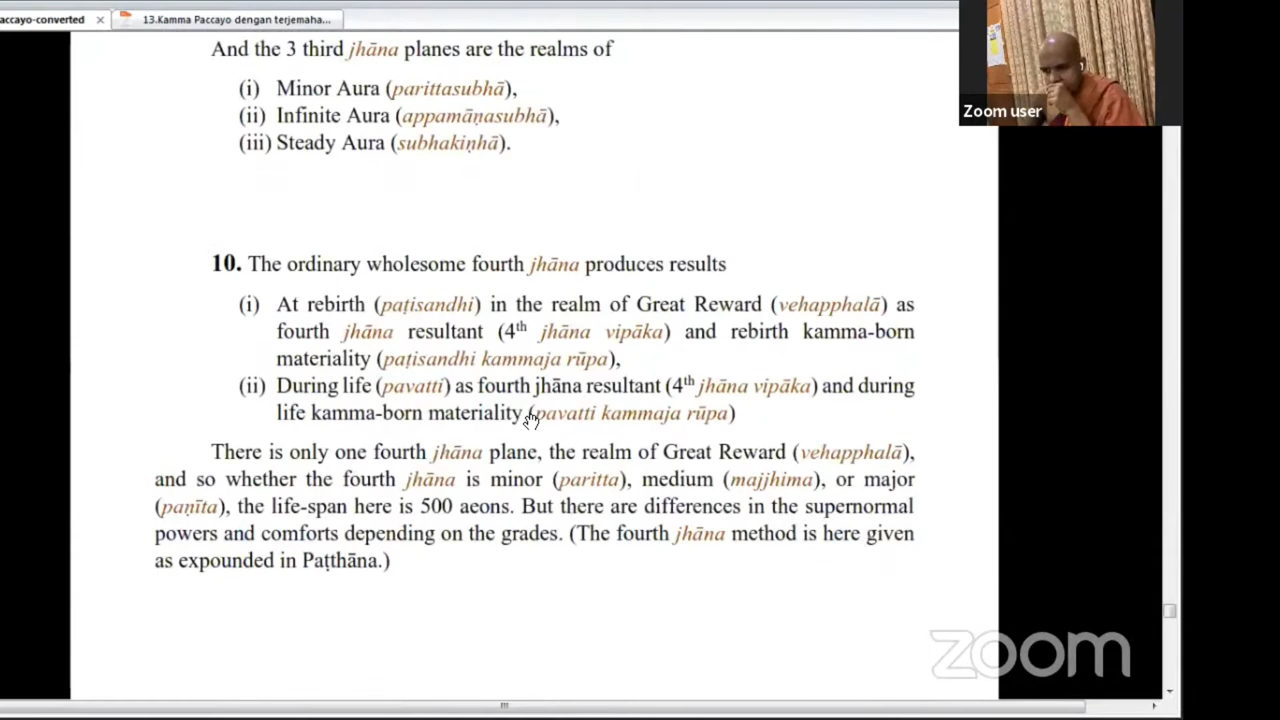 accayo-converted
13.Kamma Paccayo dengan terjemaha...
And the 3 third jhāna planes are the realms of
(i) Minor Aura (parittasubhā),
(ii) Infinite Aura (appamāṇasubhā),
(iii) Steady Aura (subhakiṇhā).
Zoom user
10. The ordinary wholesome fourth jhāna produces results
(i) At rebirth (paṭisandhi) in the realm of Great Reward (vehapphalā) as
fourth jhāna resultant (4th jhāna vipāka) and rebirth kamma-born
materiality (paṭisandhi kammaja rūpa),
(ii) During life (pavatti) as fourth jhāna resultant (4th jhāna vipāka) and during
life kamma-born materiality (pavatti kammaja rūpa)
There is only one fourth jhāna plane, the realm of Great Reward (vehapphalā),
and so whether the fourth jhāna is minor (paritta), medium (majjhima), or major
(paṇīta), the life-span here is 500 aeons. But there are differences in the supernormal
powers and comforts depending on the grades. (The fourth jhāna method is here given
as expounded in Paṭṭhāna.)
zoom